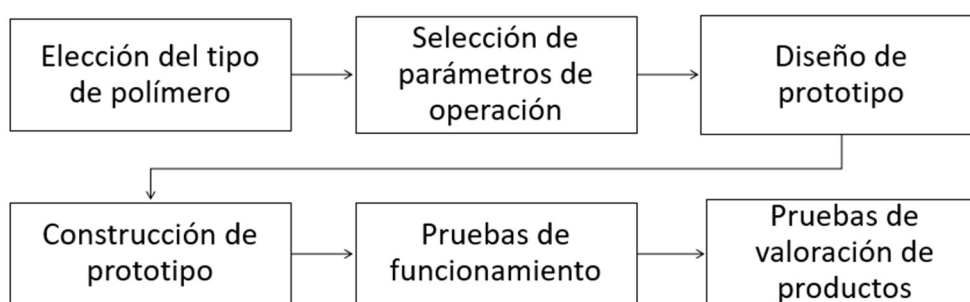 Elección del tipo
de polímero
Selección de
parámetros de
operación
Diseño de
prototipo
Construcción de
prototipo
Pruebas de
funcionamiento
Pruebas de
valoración de
productos